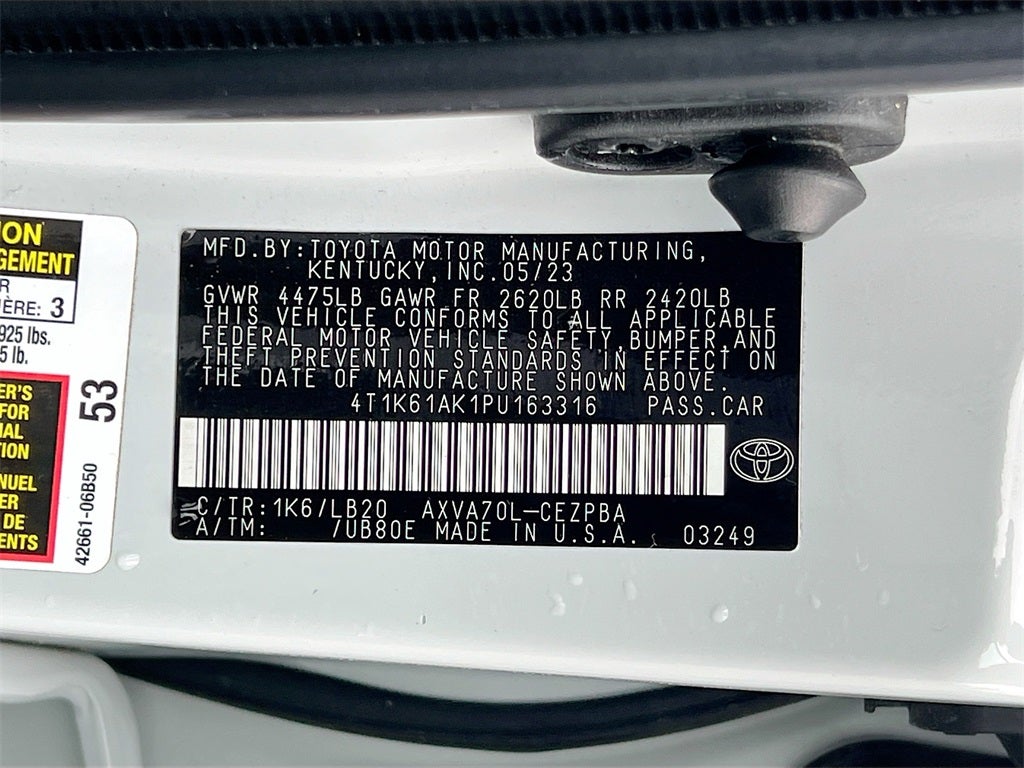 ION
GEMENT
R
IÈRE: 3
925 lbs.
5 lb.
ER'S
FOR
NAL
TION
NUEL
ER
DE
ENTS
53
42661-06B50
MFD.BY:TOYOTA MOTOR MANUFACTURING,
KENTUCKY,INC.05/23
GVWR 4475LB GAWR FR 2620LB RR 2420LB
THIS VEHICLE CONFORMS TO ALL APPLICABLE
FEDERAL MOTOR VEHICLE SAFETY,BUMPER,AND
THEFT PREVENTION STANDARDS IN EFFECT ON
THE DATE OF MANUFACTURE SHOWN ABOVE.
4T1K61AK1PU163316 PASS.CAR
C/TR:1K6/LB20 AXVA70L-CEZPBA
A/TM: /UB80E MADE IN U.S.A. 03249